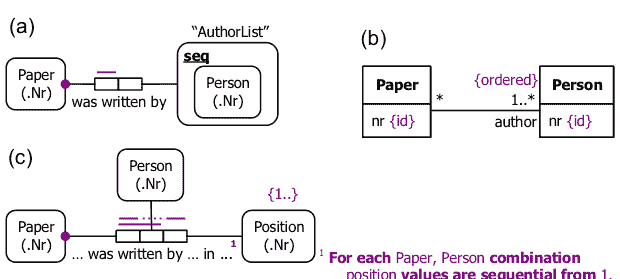 (a)
"AuthorList"
seq
Paper
(.Nr)
Person
(.Nr)
was written by
(b)
Paper
{ordered}
Person
*
1..*
nr {id}
author
nr {id}
(c)
Person
(.Nr)
{1..}
Paper
(.Nr)
Position
(.Nr)
... was written by ... in ...
1
1 For each Paper, Person combination
position values are sequential from 1.